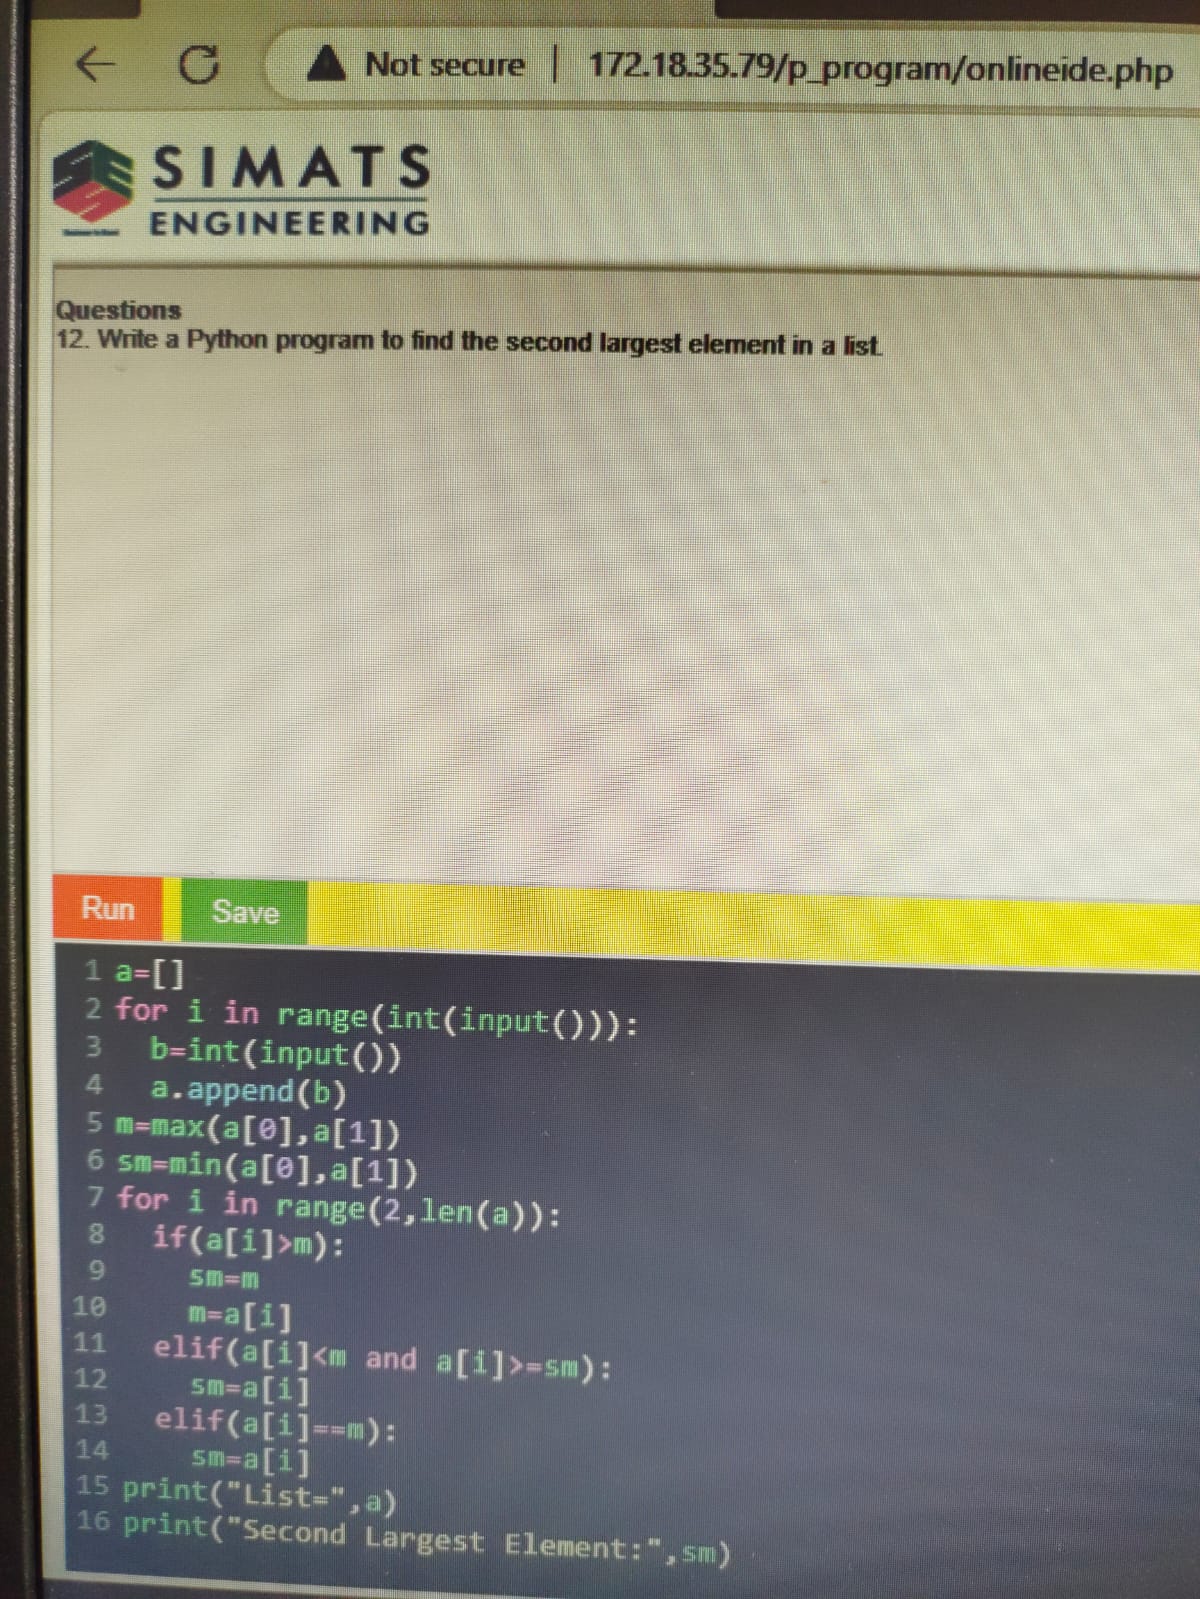 Not secure | 172.18.35.79/p_program/onlineide.php
SIMATS
ENGINEERING
Questions
12. Write a Python program to find the second largest element in a list.
Run Save
1 a=[]
2 for i in range(int(input())):
3 b=int(input())
4 a.append(b)
5 m=max(a[0],a[1])
6 sm=min(a[0],a[1])
7 for i in range(2,len(a)):
8 if(a[i]>m):
9 sm=m
10 m=a[i]
11 elif(a[i]<m and a[i]>=sm):
12 sm=a[i]
13 elif(a[i]==m):
14 sm=a[i]
15 print("List=",a)
16 print("Second Largest Element:",sm)